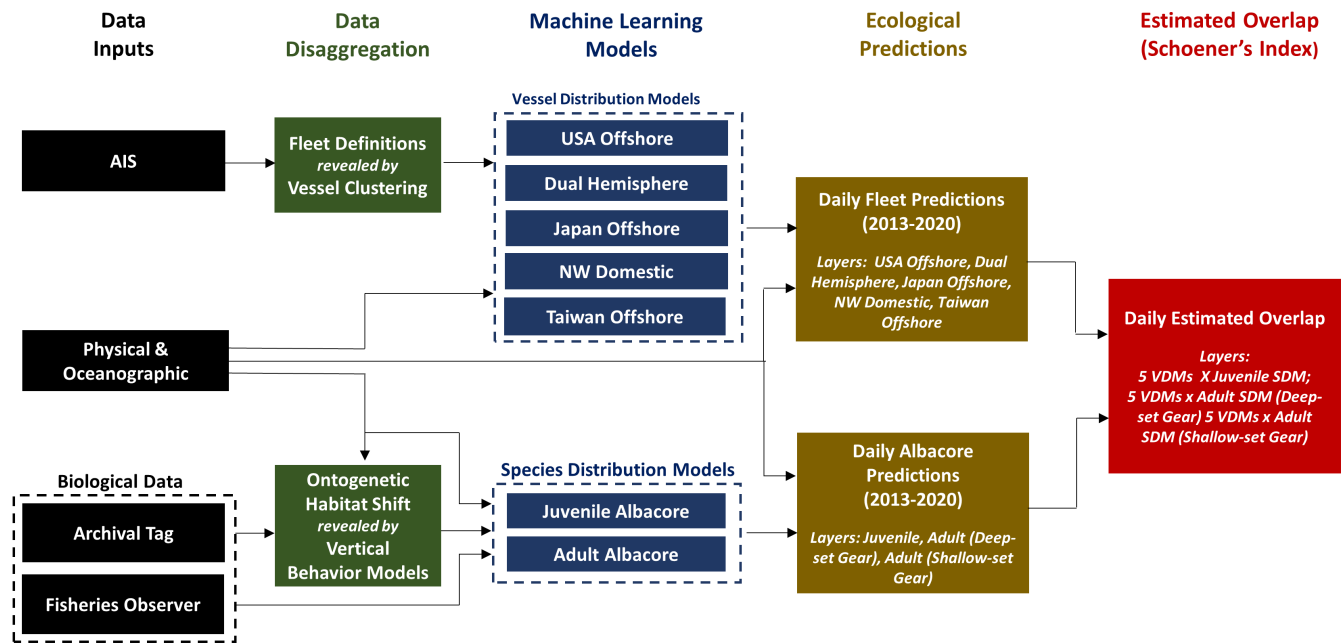 Data
Inputs
Data
Disaggregation
Machine Learning
Models
Ecological
Predictions
Estimated Overlap
(Schoener's Index)
Vessel Distribution Models
AIS
Fleet Definitions
revealed by
Vessel Clustering
USA Offshore
Dual Hemisphere
Japan Offshore
NW Domestic
Taiwan Offshore
Daily Fleet Predictions
(2013-2020)
Layers: USA Offshore, Dual
Hemisphere, Japan Offshore,
NW Domestic, Taiwan
Offshore
Physical &
Oceanographic
Daily Estimated Overlap
Layers:
5 VDMs X Juvenile SDM;
5 VDMs x Adult SDM (Deep-
set Gear) 5 VDMs x Adult
SDM (Shallow-set Gear)
Biological Data
Archival Tag
Fisheries Observer
Ontogenetic
Habitat Shift
revealed by
Vertical
Behavior Models
Species Distribution Models
Juvenile Albacore
Adult Albacore
Daily Albacore
Predictions
(2013-2020)
Layers: Juvenile, Adult (Deep-
set Gear), Adult (Shallow-set
Gear)